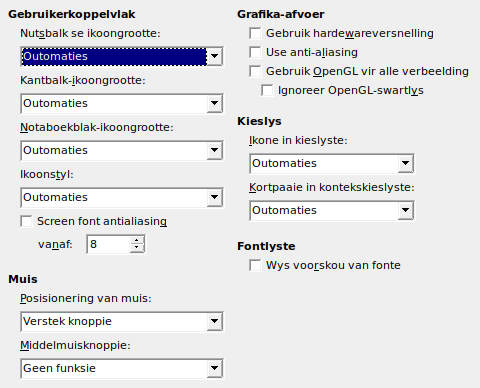 Gebruikerkoppelvlak
Nutsbalk se ikoongrootte:
Outomaties
Kantbalk-ikoongrootte:
Outomaties
Notaboekblak-ikoongrootte:
Outomaties
Ikoonstyl:
Outomaties
Screen font antialiasing
vanaf: 8
Muis
Posisionering van muis:
Verstek knoppie
Middelmuisknoppie:
Geen funksie
Grafika-afvoer
Gebruik hardewareversnelling
Use anti-aliasing
Gebruik OpenGL vir alle verbeelding
Ignoreer OpenGL-swartlys
Kieslys
Ikone in kieslyste:
Outomaties
Kortpaaie in kontekskieslyste:
Outomaties
Fontlyste
Wys voorskou van fonte